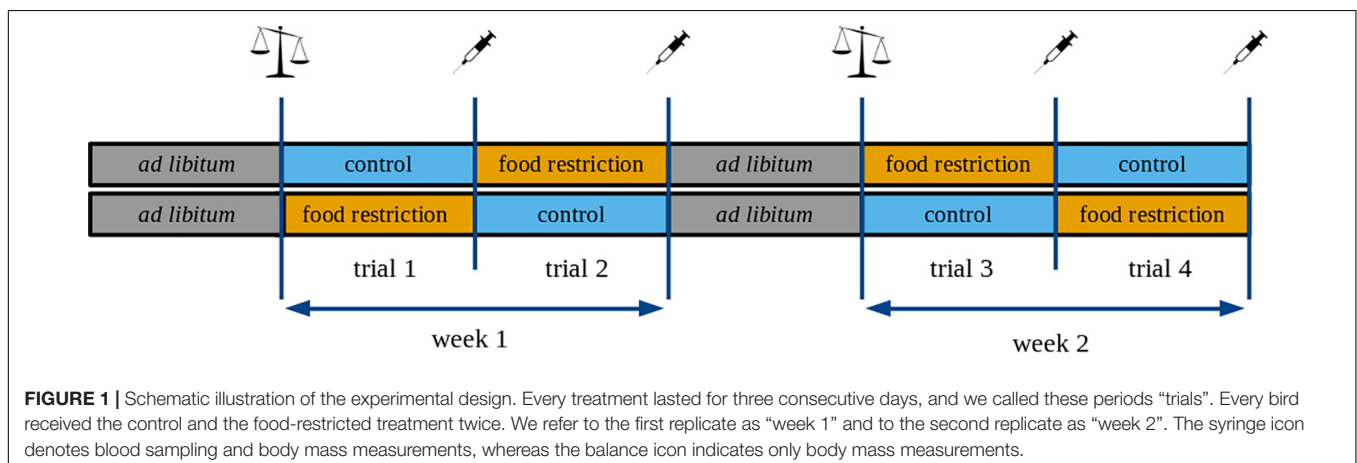 ad libitum control food restriction ad libitum food restriction control
ad libitum food restriction control ad libitum control food restriction
trial 1 trial 2 trial 3 trial 4
week 1 week 2
FIGURE 1 | Schematic illustration of the experimental design. Every treatment lasted for three consecutive days, and we called these periods “trials”. Every bird
received the control and the food-restricted treatment twice. We refer to the first replicate as “week 1” and to the second replicate as “week 2”. The syringe icon
denotes blood sampling and body mass measurements, whereas the balance icon indicates only body mass measurements.